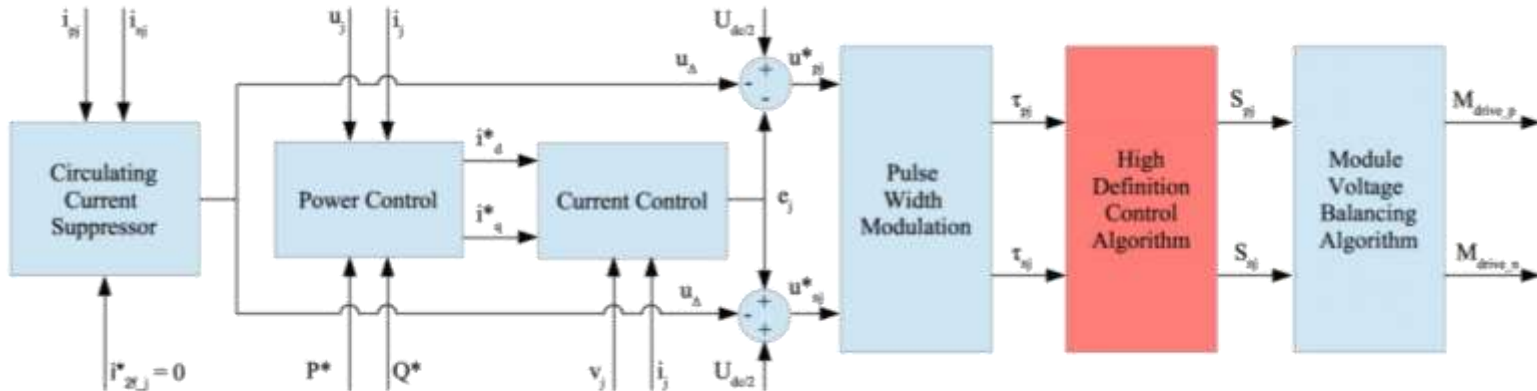 i_pj
i_nj
u_j
i_j
U_dc/2
u_Δ
u*_pj
i*_d
i*_q
Circulating
Current
Suppressor
Power Control
Current Control
e_j
Pulse
Width
Modulation
τ_pj
τ_nj
High
Definition
Control
Algorithm
S_pj
S_nj
Module
Voltage
Balancing
Algorithm
M_drive_p
M_drive_n
u_Δ
u*_nj
i*_2f_j = 0
P*
Q*
v_j
i_j
U_dc/2